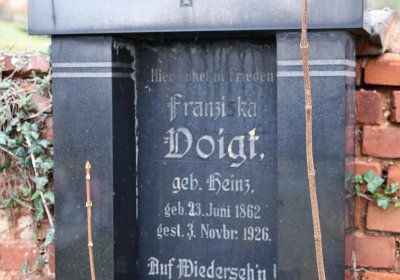 Hier ruhet in Frieden
Franziska
Voigt,
geb. Heinz,
geb. 23. Juni 1862
gest. 3. Novbr. 1926.
Auf Wiederseh'n!